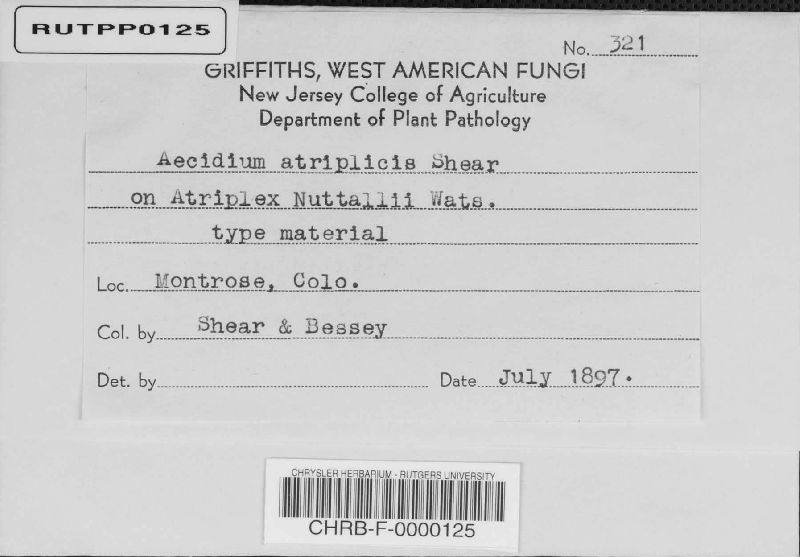 RUTPP0125
No. 321
GRIFFITHS, WEST AMERICAN FUNGI
New Jersey College of Agriculture
Department of Plant Pathology
Aecidium atriplicis Shear
on Atriplex Nuttallii Wats.
type material
Loc. Montrose, Colo.
Col. by Shear & Bessey
Det. by Date July 1897.
CHRYSLER HERBARIUM - RUTGERS UNIVERSITY
CHRB-F-0000125